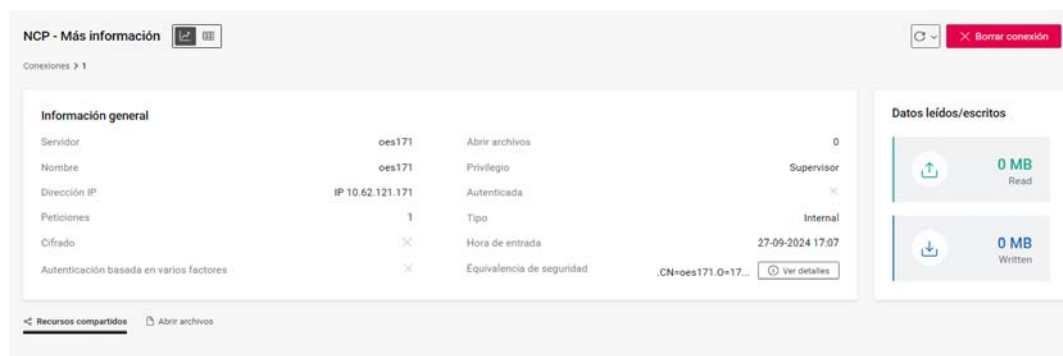 NCP - Más información
Borrar conexión
Conexiones > 1
Información general
Servidor oes171 Abrir archivos 0
Nombre oes171 Privilegio Supervisor
Dirección IP IP 10.62.121.171 Autenticada
Peticiones 1 Tipo Internal
Cifrado Hora de entrada 27-09-2024 17:07
Autenticación basada en varios factores Equivalencia de seguridad .CN=oes171.O=17... Ver detalles
Datos leídos/escritos
0 MB
Read
0 MB
Written
Recursos compartidos Abrir archivos